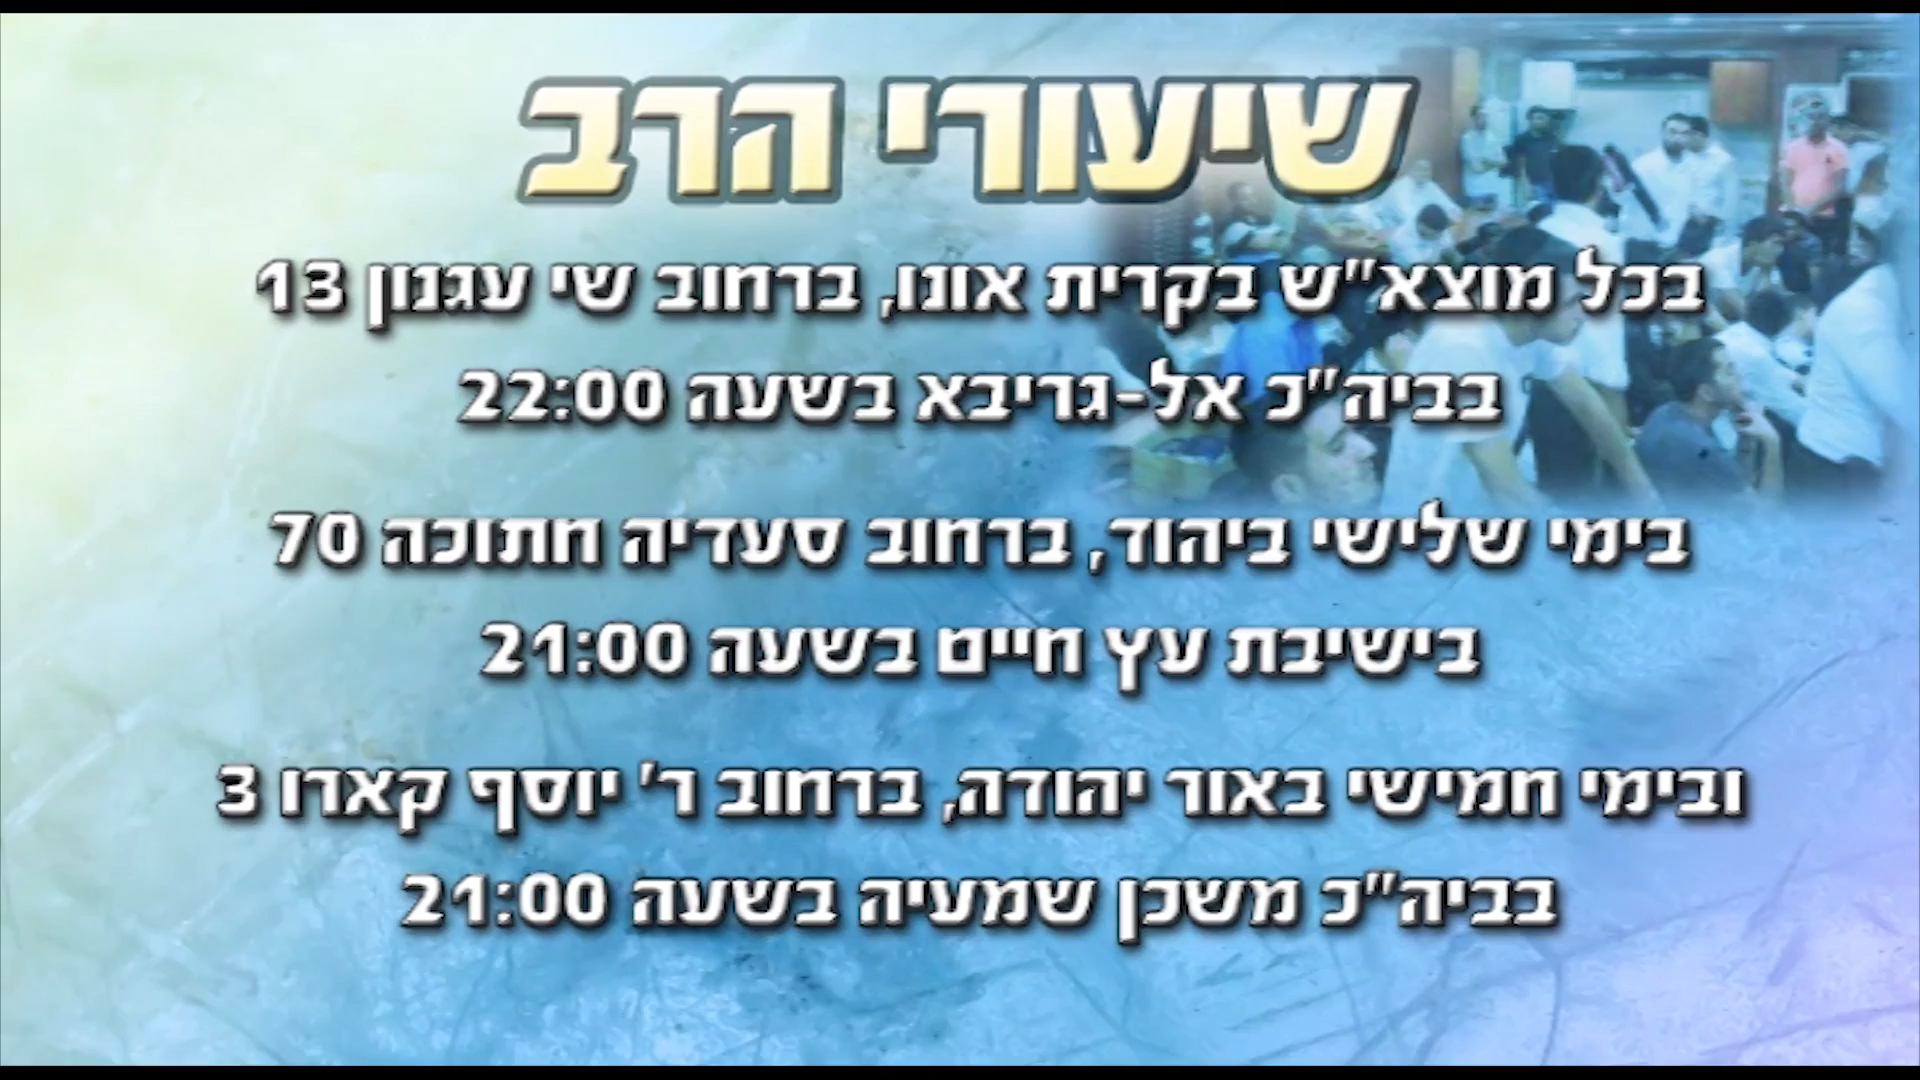 שיעורי הרב
בכל מוצא"ש בקרית אונו, ברחוב שי עגנון 13
בביה"כ אל-גריבא בשעה 22:00
בימי שלישי ביהוד, ברחוב סעדיה חתוכה 70
בישיבת עץ חיים בשעה 21:00
ובימי חמישי באור יהודה, ברחוב ר' יוסף קארו 3
בביה"כ משכן שמעיה בשעה 21:00